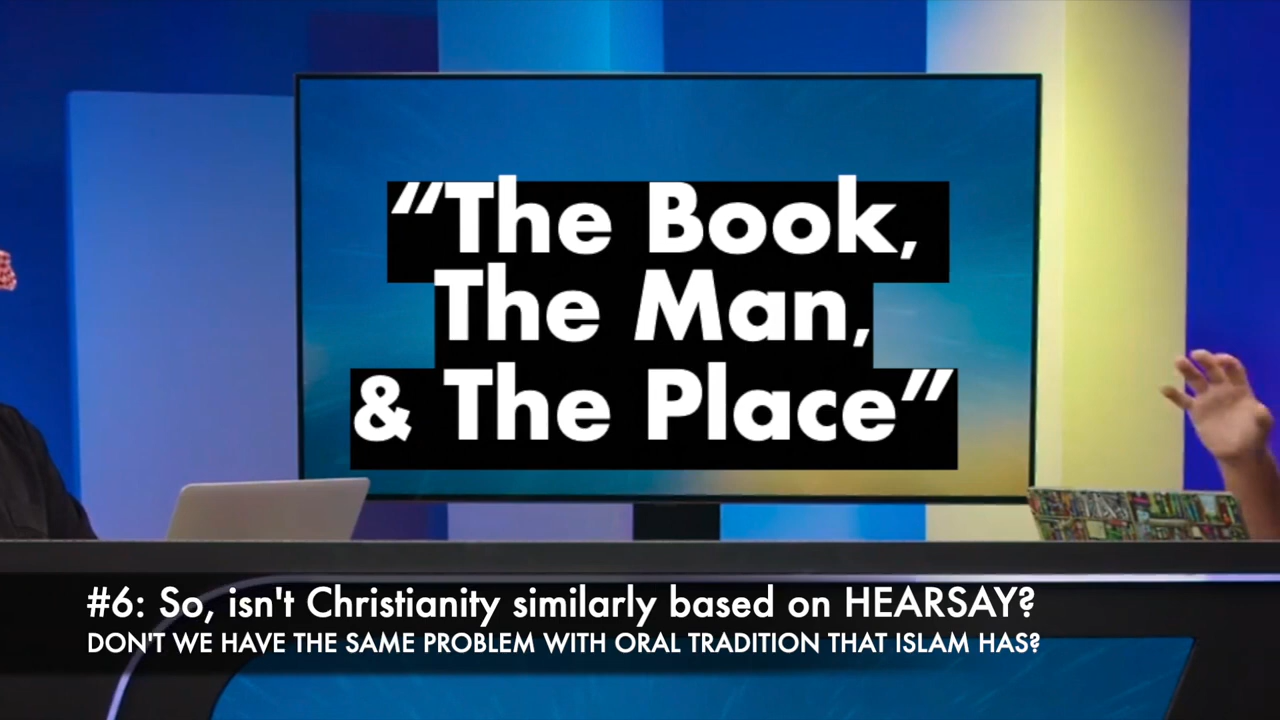 “The Book,
The Man,
& The Place”
#6: So, isn't Christianity similarly based on HEARSAY?
DON'T WE HAVE THE SAME PROBLEM WITH ORAL TRADITION THAT ISLAM HAS?